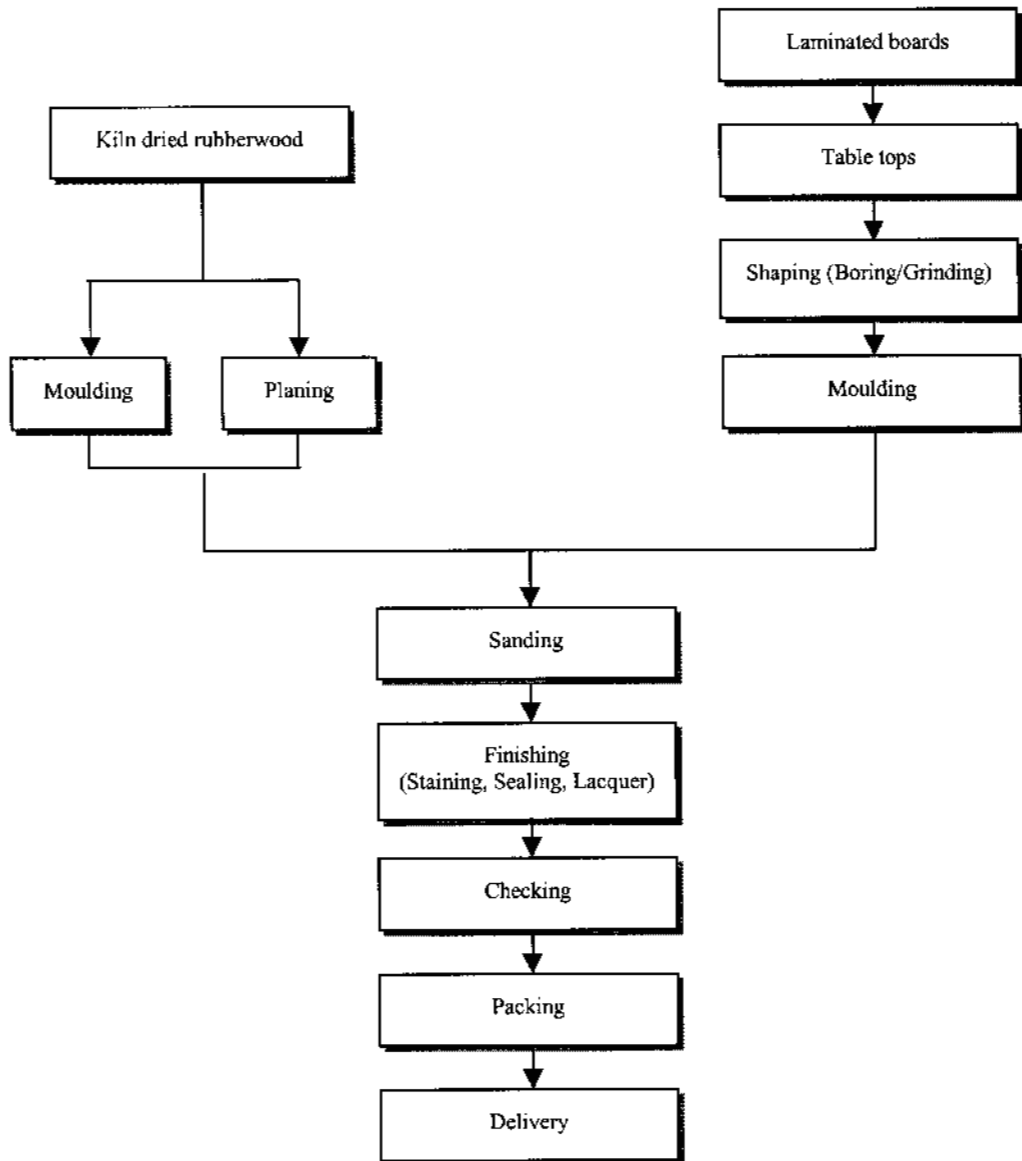 Laminated boards
Kiln dried rubberwood
Table tops
Shaping (Boring/Grinding)
Moulding
Planing
Moulding
Sanding
Finishing
(Staining, Sealing, Lacquer)
Checking
Packing
Delivery